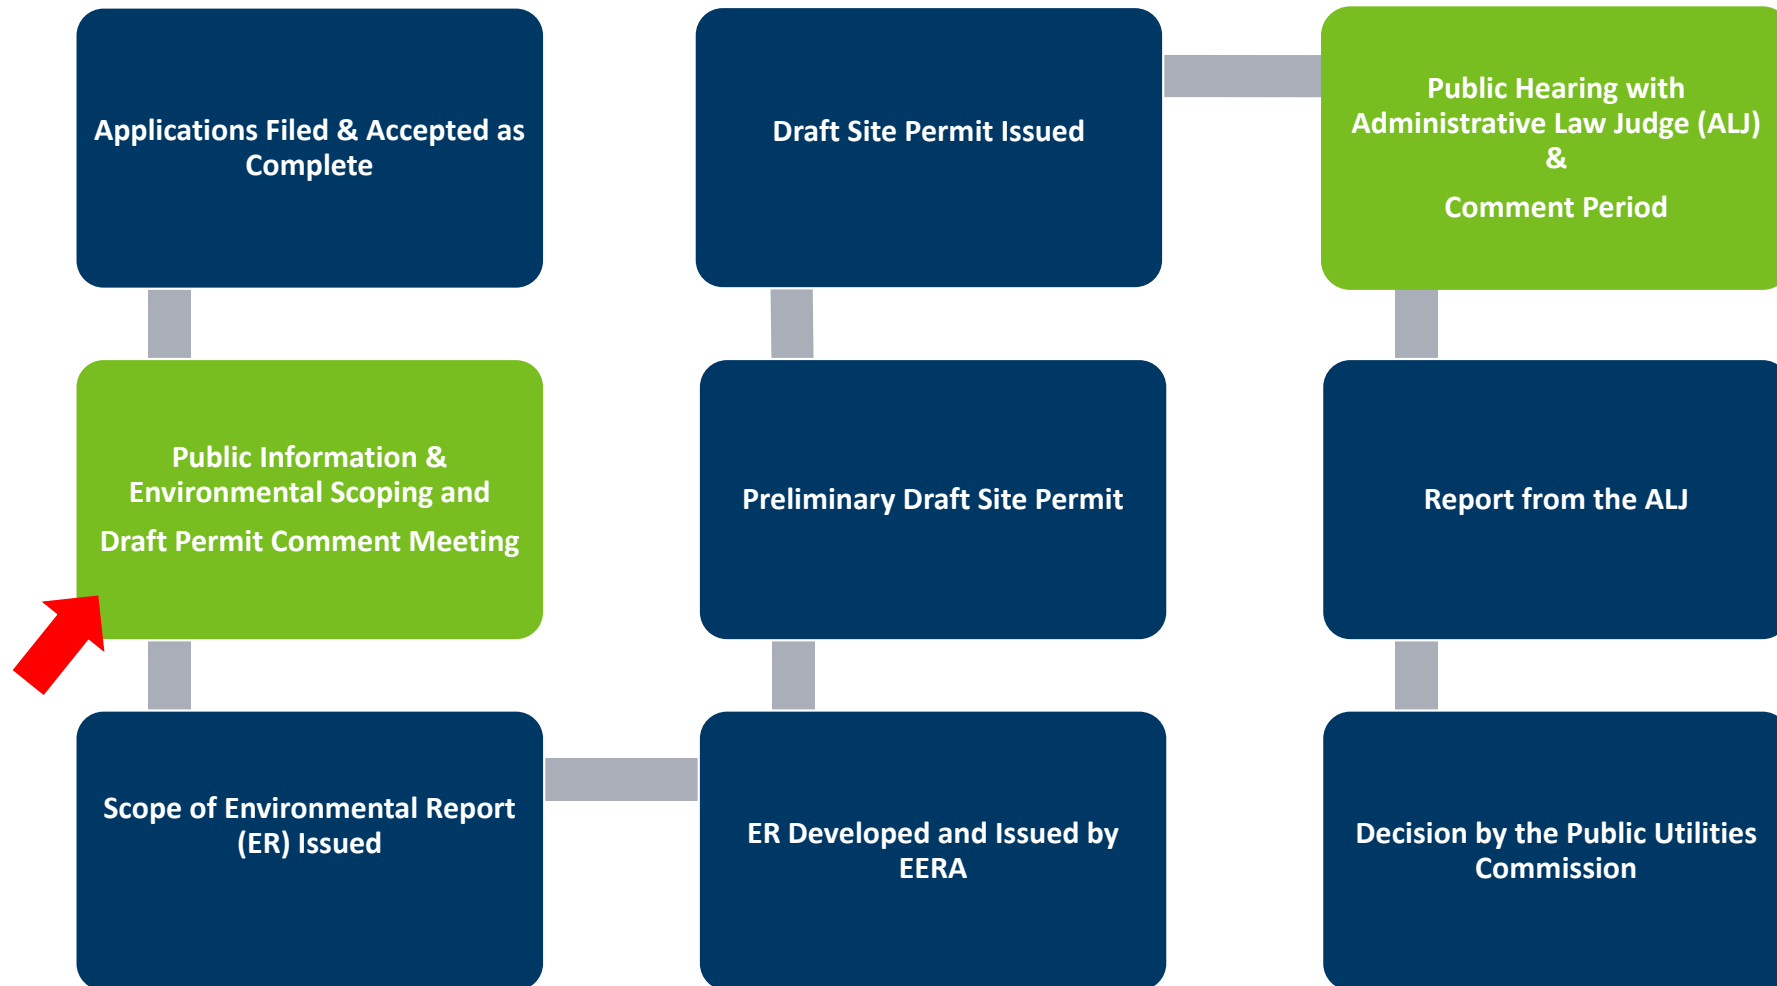 Applications Filed & Accepted as
Complete
Public Information &
Environmental Scoping and
Draft Permit Comment Meeting
Scope of Environmental Report
(ER) Issued
ER Developed and Issued by
EERA
Preliminary Draft Site Permit
Draft Site Permit Issued
Public Hearing with
Administrative Law Judge (ALJ)
&
Comment Period
Report from the ALJ
Decision by the Public Utilities
Commission